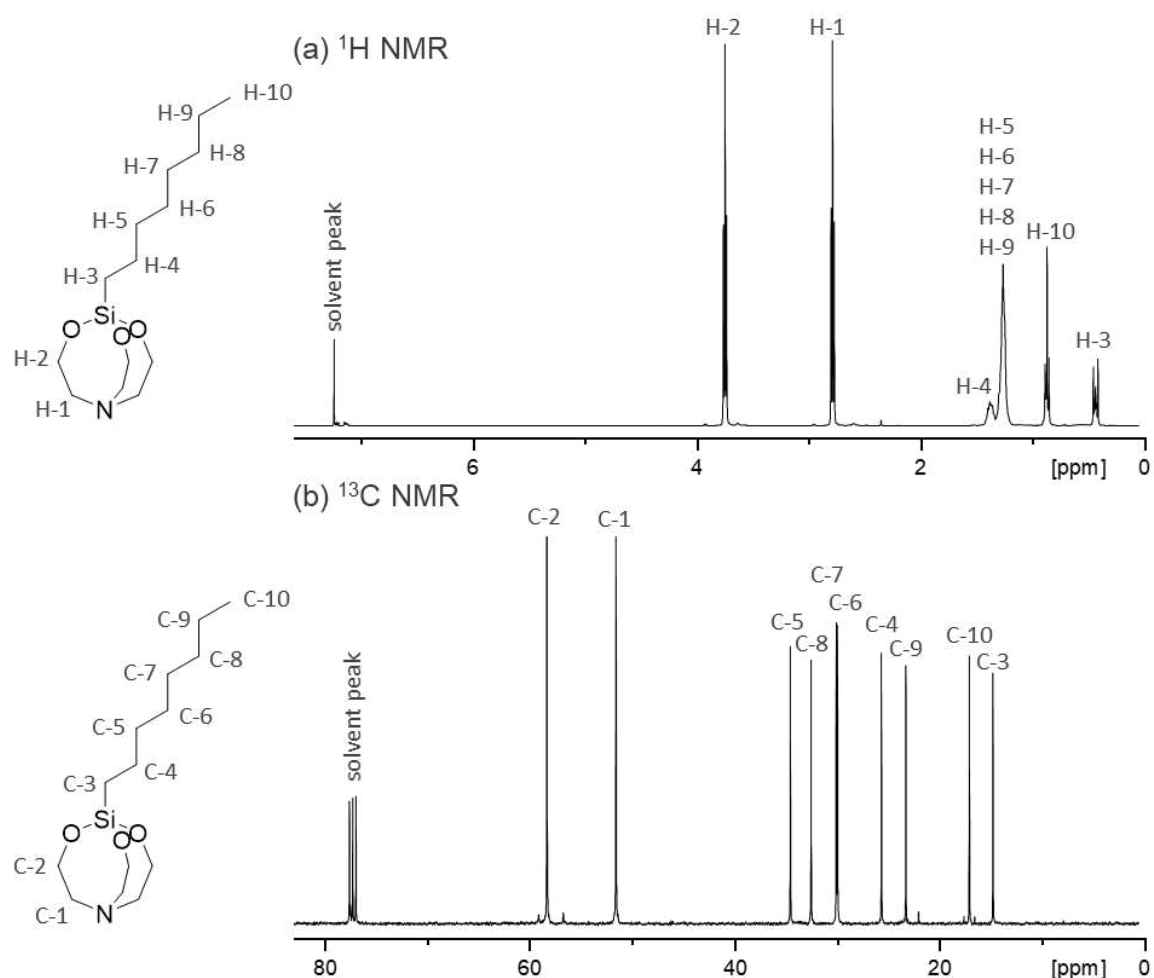 (a) ¹H NMR
H-10
H-9
H-8
H-7
H-6
H-5
H-4
H-3
Si
O
O
O
H-2
H-1
N
solvent peak
H-2
H-1
H-5
H-6
H-7
H-8
H-9
H-10
H-4
H-3
6
4
2
[ppm]
0
(b) ¹³C NMR
C-10
C-9
C-8
C-7
C-6
C-5
C-4
C-3
Si
O
O
O
C-2
C-1
N
solvent peak
C-2
C-1
C-7
C-6
C-5
C-8
C-4
C-9
C-10
C-3
80
60
40
20
[ppm]
0